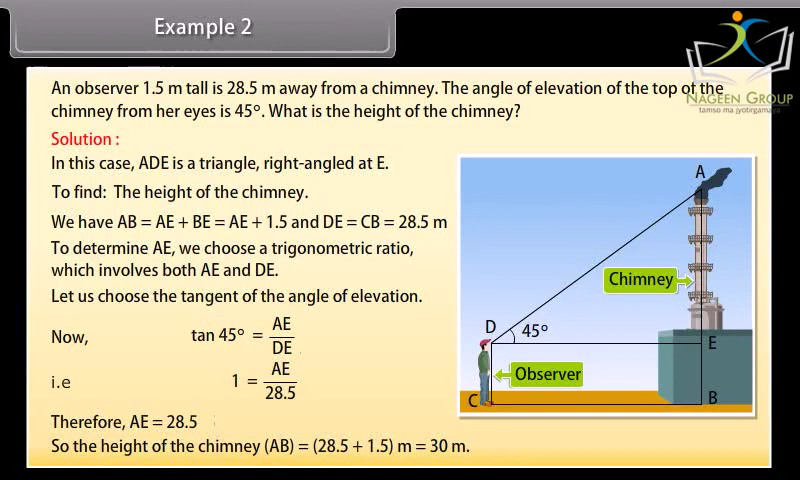 Example 2
NAGEEN GROUP
tamso ma jyotirgamaya
An observer 1.5 m tall is 28.5 m away from a chimney. The angle of elevation of the top of the
chimney from her eyes is 45°. What is the height of the chimney?
Solution :
In this case, ADE is a triangle, right-angled at E.
To find: The height of the chimney.
We have AB = AE + BE = AE + 1.5 and DE = CB = 28.5 m
To determine AE, we choose a trigonometric ratio,
which involves both AE and DE.
Let us choose the tangent of the angle of elevation.
Now, tan 45° = AE / DE
i.e 1 = AE / 28.5
Therefore, AE = 28.5
So the height of the chimney (AB) = (28.5 + 1.5) m = 30 m.
A
Chimney
D 45°
E
Observer
C B